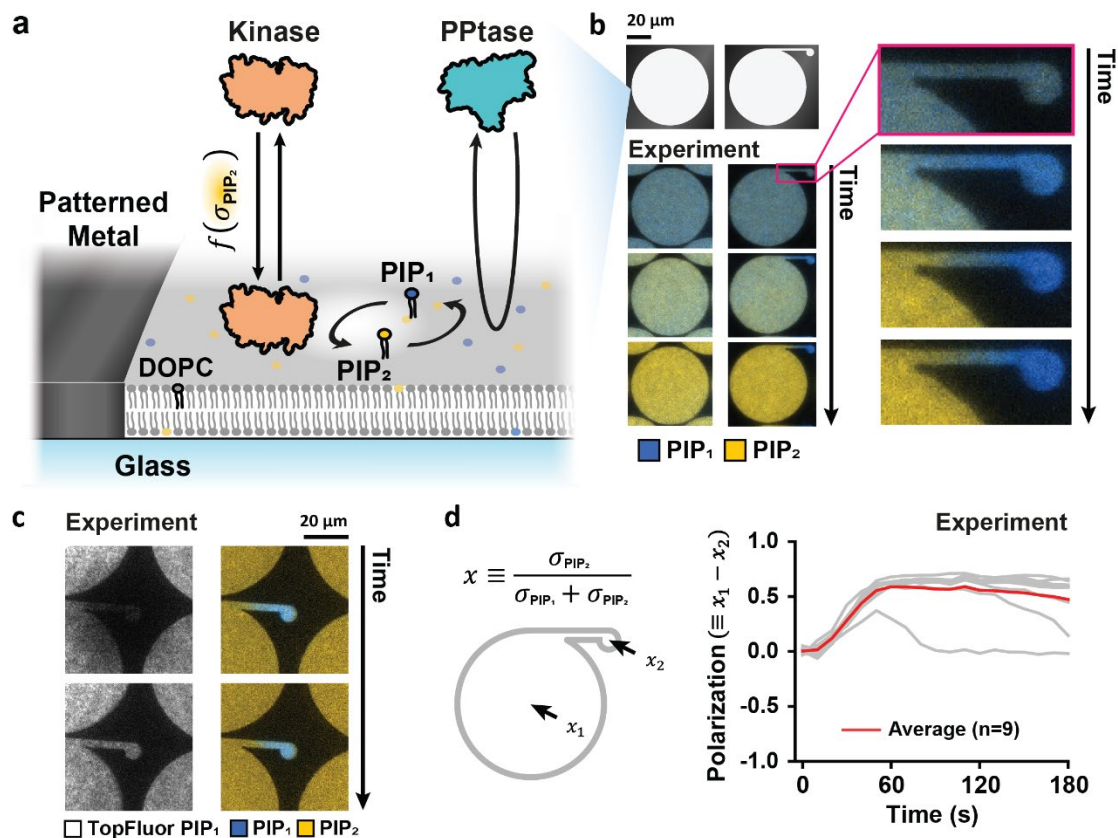 a
Kinase
PPtase
f(σPIP₂)
Patterned
Metal
PIP₁
PIP₂
DOPC
Glass
b
20 μm
Experiment
Time
Time
PIP₁
PIP₂
c
Experiment
20 μm
Time
TopFluor PIP₁
PIP₁
PIP₂
d
x ≡ σPIP₂ / σPIP₁ + σPIP₂
x₂
x₁
Experiment
Polarization (≡ x₁ − x₂)
1.0
0.5
0.0
-0.5
-1.0
Average (n=9)
0
60
120
180
Time (s)